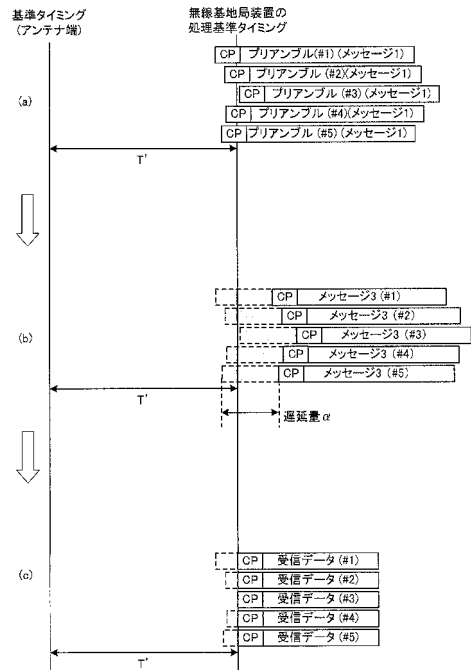 基準タイミング
(アンテナ端)
無線基地局装置の
処理基準タイミング
(a)
CP プリアンブル(#1)(メッセージ1)
CP プリアンブル(#2)(メッセージ1)
CP プリアンブル(#3)(メッセージ1)
CP プリアンブル(#4)(メッセージ1)
CP プリアンブル(#5)(メッセージ1)
T'
(b)
CP メッセージ3(#1)
CP メッセージ3(#2)
CP メッセージ3(#3)
CP メッセージ3(#4)
CP メッセージ3(#5)
T'
遅延量α
(c)
CP 受信データ(#1)
CP 受信データ(#2)
CP 受信データ(#3)
CP 受信データ(#4)
CP 受信データ(#5)
T'